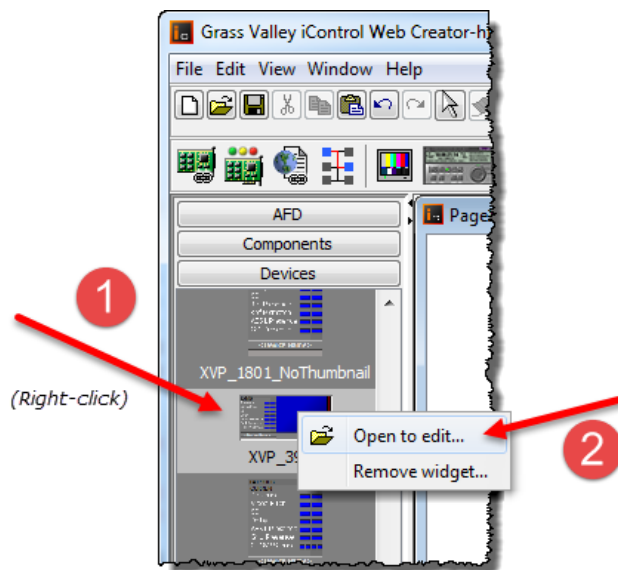 Grass Valley iControl Web Creator-h
File Edit View Window Help
AFD
Page
Components
Devices
1
XVP_1801_NoThumbnail
(Right-click)
Open to edit...
2
XVP_39
Remove widget...